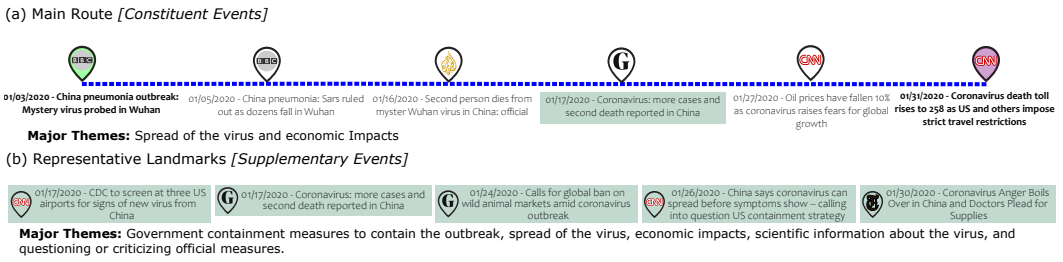 (a) Main Route [Constituent Events]
BBC
BBC
G
CNN
CNN
01/03/2020 - China pneumonia outbreak:
Mystery virus probed in Wuhan
01/05/2020 - China pneumonia: Sars ruled
out as dozens fall in Wuhan
01/16/2020 - Second person dies from
myster Wuhan virus in China: official
01/17/2020 - Coronavirus: more cases and
second death reported in China
01/27/2020 - Oil prices have fallen 10%
as coronavirus raises fears for global
growth
01/31/2020 - Coronavirus death toll
rises to 258 as US and others impose
strict travel restrictions
Major Themes: Spread of the virus and economic Impacts
(b) Representative Landmarks [Supplementary Events]
CNN
01/17/2020 - CDC to screen at three US
airports for signs of new virus from
China
G
01/17/2020 - Coronavirus: more cases and
second death reported in China
G
01/24/2020 - Calls for global ban on
wild animal markets amid coronavirus
outbreak
CNN
01/26/2020 - China says coronavirus can
spread before symptoms show – calling
into question US containment strategy
01/30/2020 - Coronavirus Anger Boils
Over in China and Doctors Plead for
Supplies
Major Themes: Government containment measures to contain the outbreak, spread of the virus, economic impacts, scientific information about the virus, and
questioning or criticizing official measures.